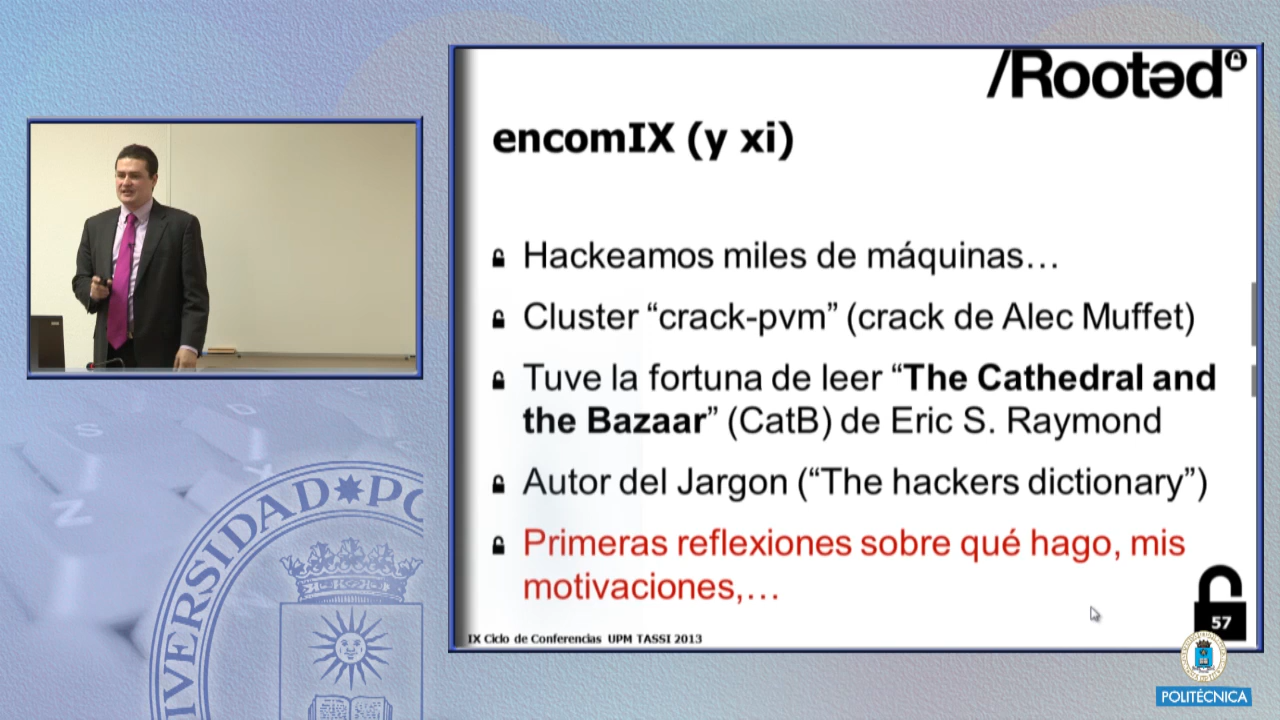 /Rootəd
encomIX (y xi)
Hackeamos miles de máquinas…
Cluster “crack-pvm” (crack de Alec Muffet)
Tuve la fortuna de leer “The Cathedral and
the Bazaar” (CatB) de Eric S. Raymond
Autor del Jargon (“The hackers dictionary”)
Primeras reflexiones sobre qué hago, mis
motivaciones,…
IX Ciclo de Conferencias UPM TASSI 2013
57
POLITÉCNICA
VERSIDAD PO